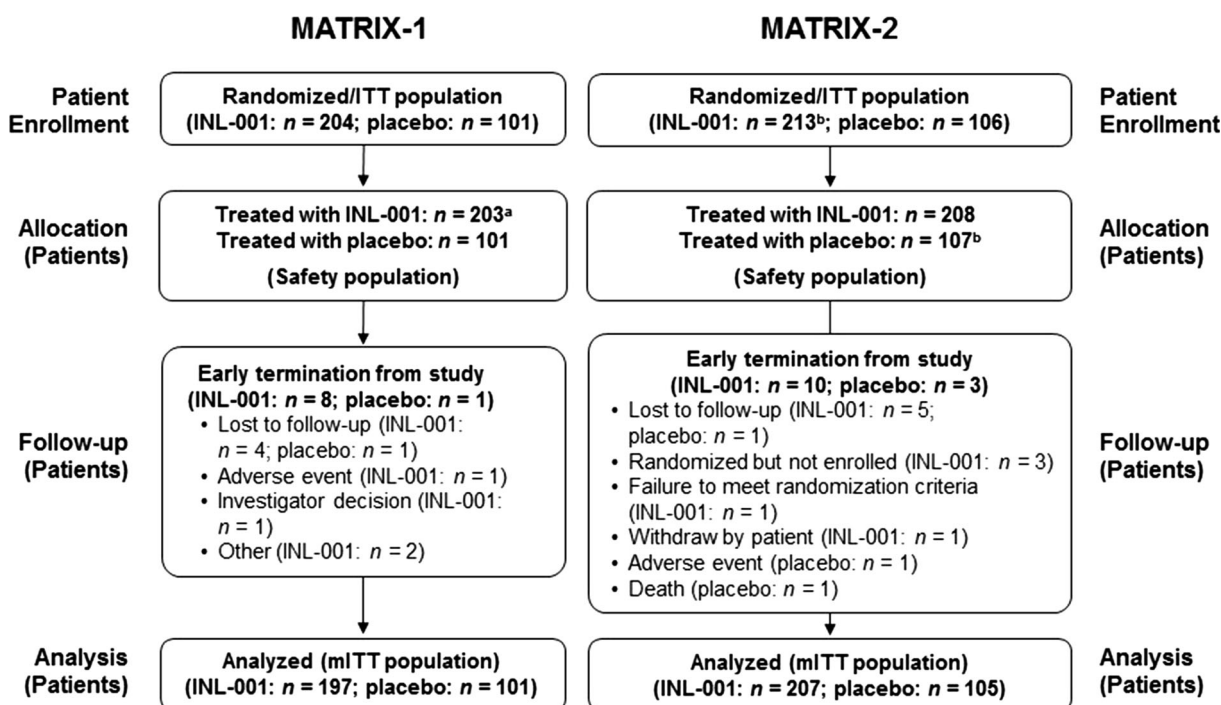 MATRIX-1
Patient
Enrollment
Randomized/ITT population
(INL-001: n = 204; placebo: n = 101)
Allocation
(Patients)
Treated with INL-001: n = 203ᵃ
Treated with placebo: n = 101
(Safety population)
Follow-up
(Patients)
Early termination from study
(INL-001: n = 8; placebo: n = 1)
• Lost to follow-up (INL-001:
n = 4; placebo: n = 1)
• Adverse event (INL-001: n = 1)
• Investigator decision (INL-001:
n = 1)
• Other (INL-001: n = 2)
Analysis
(Patients)
Analyzed (mITT population)
(INL-001: n = 197; placebo: n = 101)
MATRIX-2
Randomized/ITT population
(INL-001: n = 213ᵇ; placebo: n = 106)
Patient
Enrollment
Treated with INL-001: n = 208
Treated with placebo: n = 107ᵇ
(Safety population)
Allocation
(Patients)
Early termination from study
(INL-001: n = 10; placebo: n = 3)
• Lost to follow-up (INL-001: n = 5;
placebo: n = 1)
• Randomized but not enrolled (INL-001: n = 3)
• Failure to meet randomization criteria
(INL-001: n = 1)
• Withdraw by patient (INL-001: n = 1)
• Adverse event (placebo: n = 1)
• Death (placebo: n = 1)
Follow-up
(Patients)
Analyzed (mITT population)
(INL-001: n = 207; placebo: n = 105)
Analysis
(Patients)